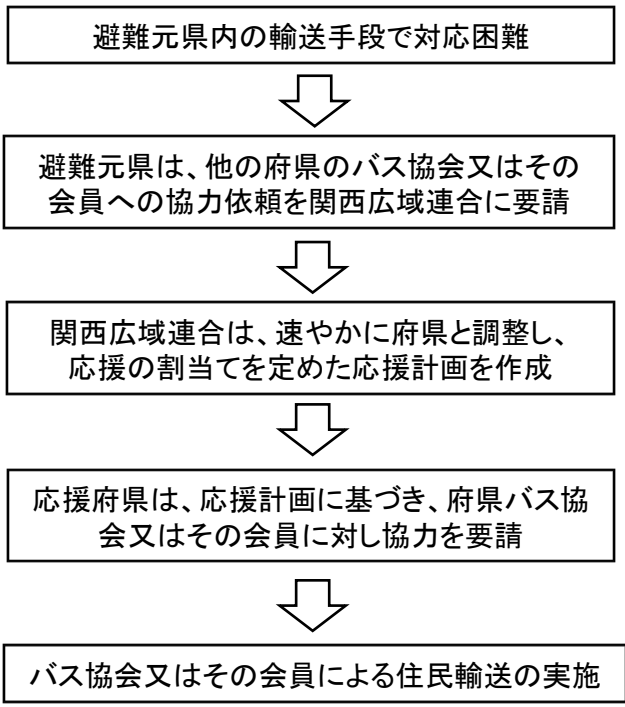 避難元県内の輸送手段で対応困難
避難元県は、他の府県のバス協会又はその
会員への協力依頼を関西広域連合に要請
関西広域連合は、速やかに府県と調整し、
応援の割当てを定めた応援計画を作成
応援府県は、応援計画に基づき、府県バス協
会又はその会員に対し協力を要請
バス協会又はその会員による住民輸送の実施